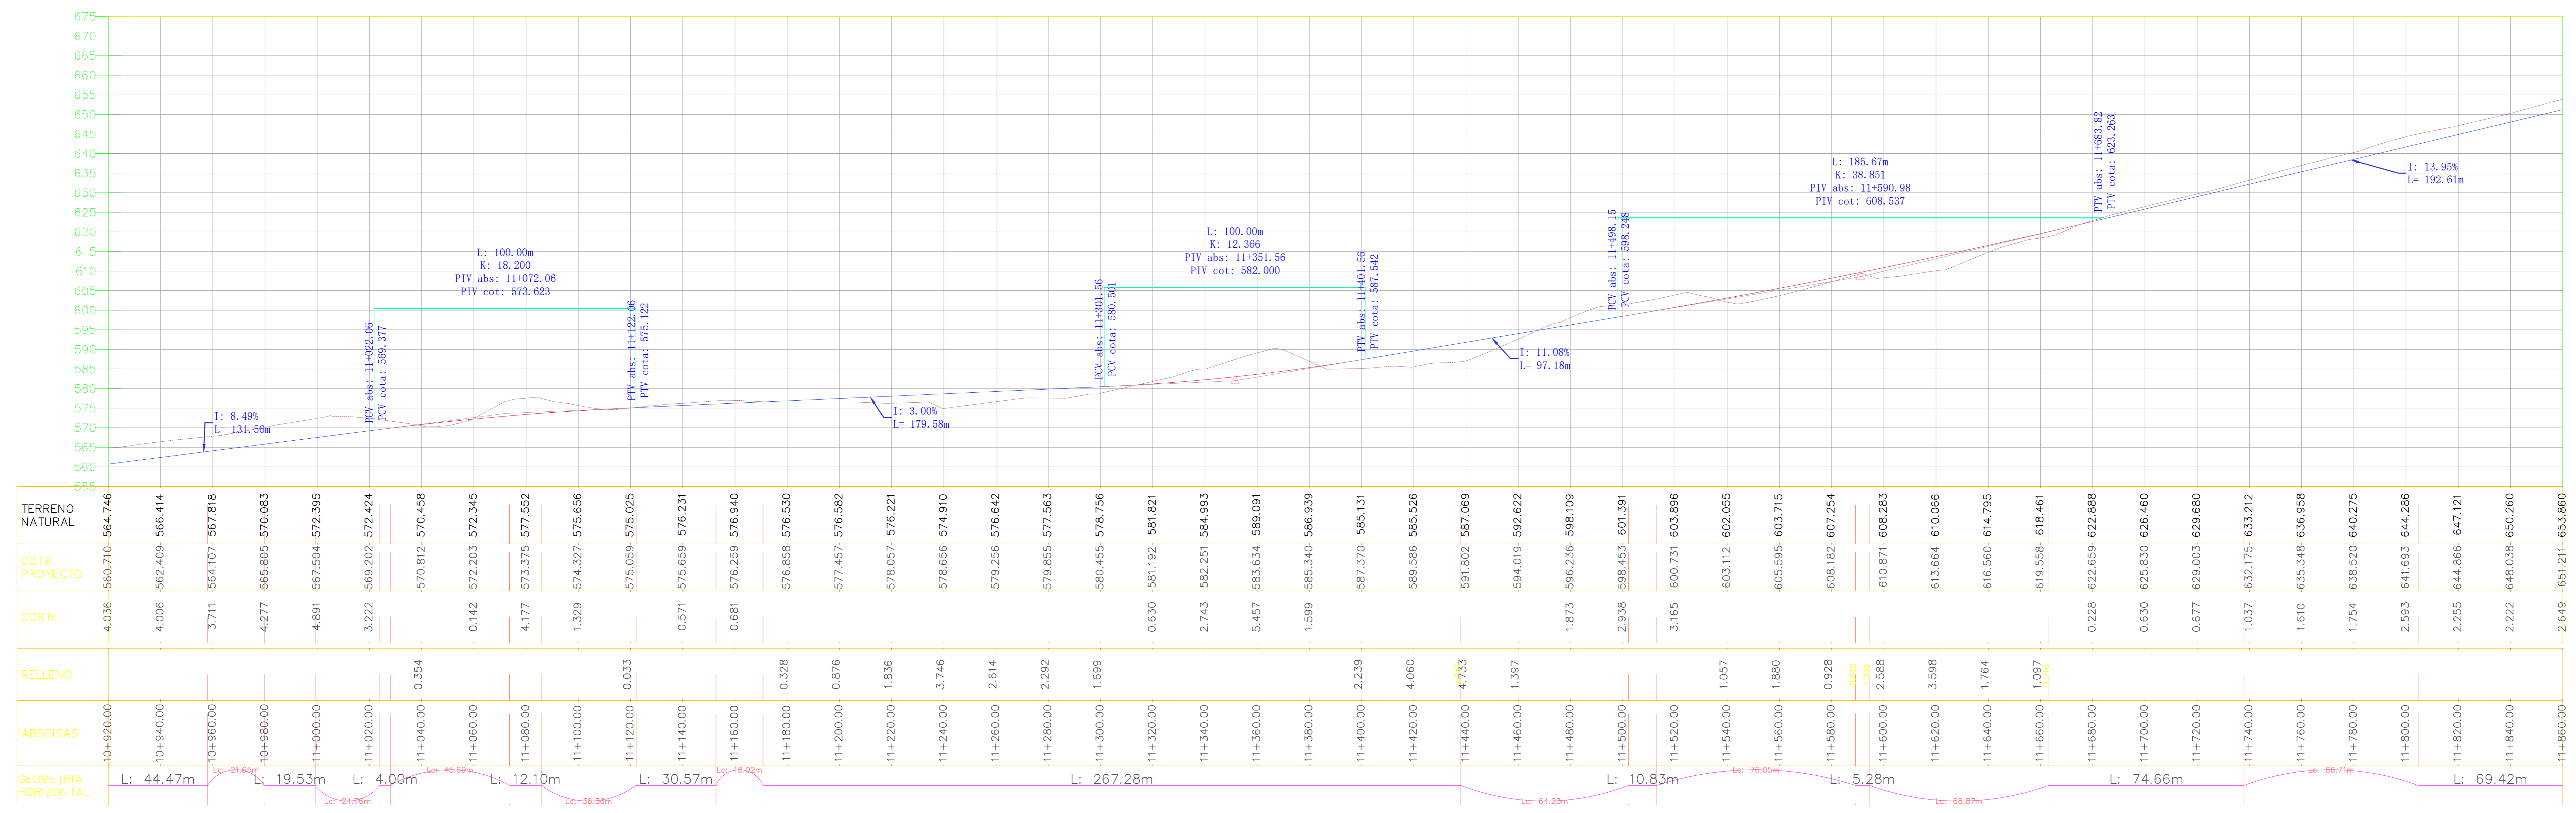 675
670
665
660
655
650
645
640
635
630
625
620
615
610
605
600
595
590
585
580
575
570
565
560
555
I: 8.49%
L= 131.56m
PCV abs: 11+022.06
PCV cota: 569.377
L: 100.00m
K: 18.200
PIV abs: 11+072.06
PIV cot: 573.623
PTV abs: 11+122.06
PTV cota: 575.122
I: 3.00%
L= 179.58m
PCV abs: 11+301.56
PCV cota: 580.501
L: 100.00m
K: 12.366
PIV abs: 11+351.56
PIV cot: 582.000
PTV abs: 11+401.56
PTV cota: 587.542
I: 11.08%
L= 97.18m
PCV abs: 11+498.15
PCV cota: 598.248
L: 185.67m
K: 38.851
PIV abs: 11+590.98
PIV cot: 608.537
PTV abs: 11+683.82
PTV cota: 623.263
I: 13.95%
L= 192.61m
TERRENO
NATURAL
564.746 566.414 567.818 570.083 572.395 572.424 570.458 572.345 577.552 575.656 575.025 576.231 576.940 576.530 576.582 576.221 574.910 576.642 577.563 578.756 581.821 584.993 589.091 586.939 585.131 585.526 587.069 592.622 598.109 601.391 603.896 602.055 603.715 607.254 608.283 610.066 614.795 618.461 622.888 626.460 629.680 633.212 636.958 640.275 644.286 647.121 650.260 653.860
COTA
PROYECTO
560.710 562.409 564.107 565.805 567.504 569.202 570.812 572.203 573.375 574.327 575.059 575.659 576.259 576.858 577.457 578.057 578.656 579.256 579.855 580.455 581.192 582.251 583.634 585.340 587.370 589.586 591.802 594.019 596.236 598.453 600.731 603.112 605.595 608.182 610.871 613.664 616.560 619.558 622.659 625.830 629.003 632.175 635.348 638.520 641.693 644.866 648.038 651.211
CORTE
4.036 4.006 3.711 4.277 4.891 3.222 0.142 4.177 1.329 0.571 0.681 0.630 2.743 5.457 1.599 1.873 2.938 3.165 0.228 0.630 0.677 1.037 1.610 1.754 2.593 2.255 2.222 2.649
RELLENO
0.354 0.033 0.328 0.876 1.836 3.746 2.614 2.292 1.699 2.239 4.060 4.733 1.397 1.057 1.880 0.928 2.588 3.598 1.764 1.097
ABSCISAS
10+920.00 10+940.00 10+960.00 10+980.00 11+000.00 11+020.00 11+040.00 11+060.00 11+080.00 11+100.00 11+120.00 11+140.00 11+160.00 11+180.00 11+200.00 11+220.00 11+240.00 11+260.00 11+280.00 11+300.00 11+320.00 11+340.00 11+360.00 11+380.00 11+400.00 11+420.00 11+440.00 11+460.00 11+480.00 11+500.00 11+520.00 11+540.00 11+560.00 11+580.00 11+600.00 11+620.00 11+640.00 11+660.00 11+680.00 11+700.00 11+720.00 11+740.00 11+760.00 11+780.00 11+800.00 11+820.00 11+840.00 11+860.00
GEOMETRIA
HORIZONTAL
L: 44.47m Lc: 21.65m L: 19.53m Lc: 24.76m L: 4.00m Lc: 45.69m L: 12.10m Lc: 36.36m L: 30.57m Lc: 18.02m L: 267.28m Lc: 64.23m L: 10.83m Lc: 76.05m L: 5.28m Lc: 68.87m L: 74.66m Lc: 66.71m L: 69.42m